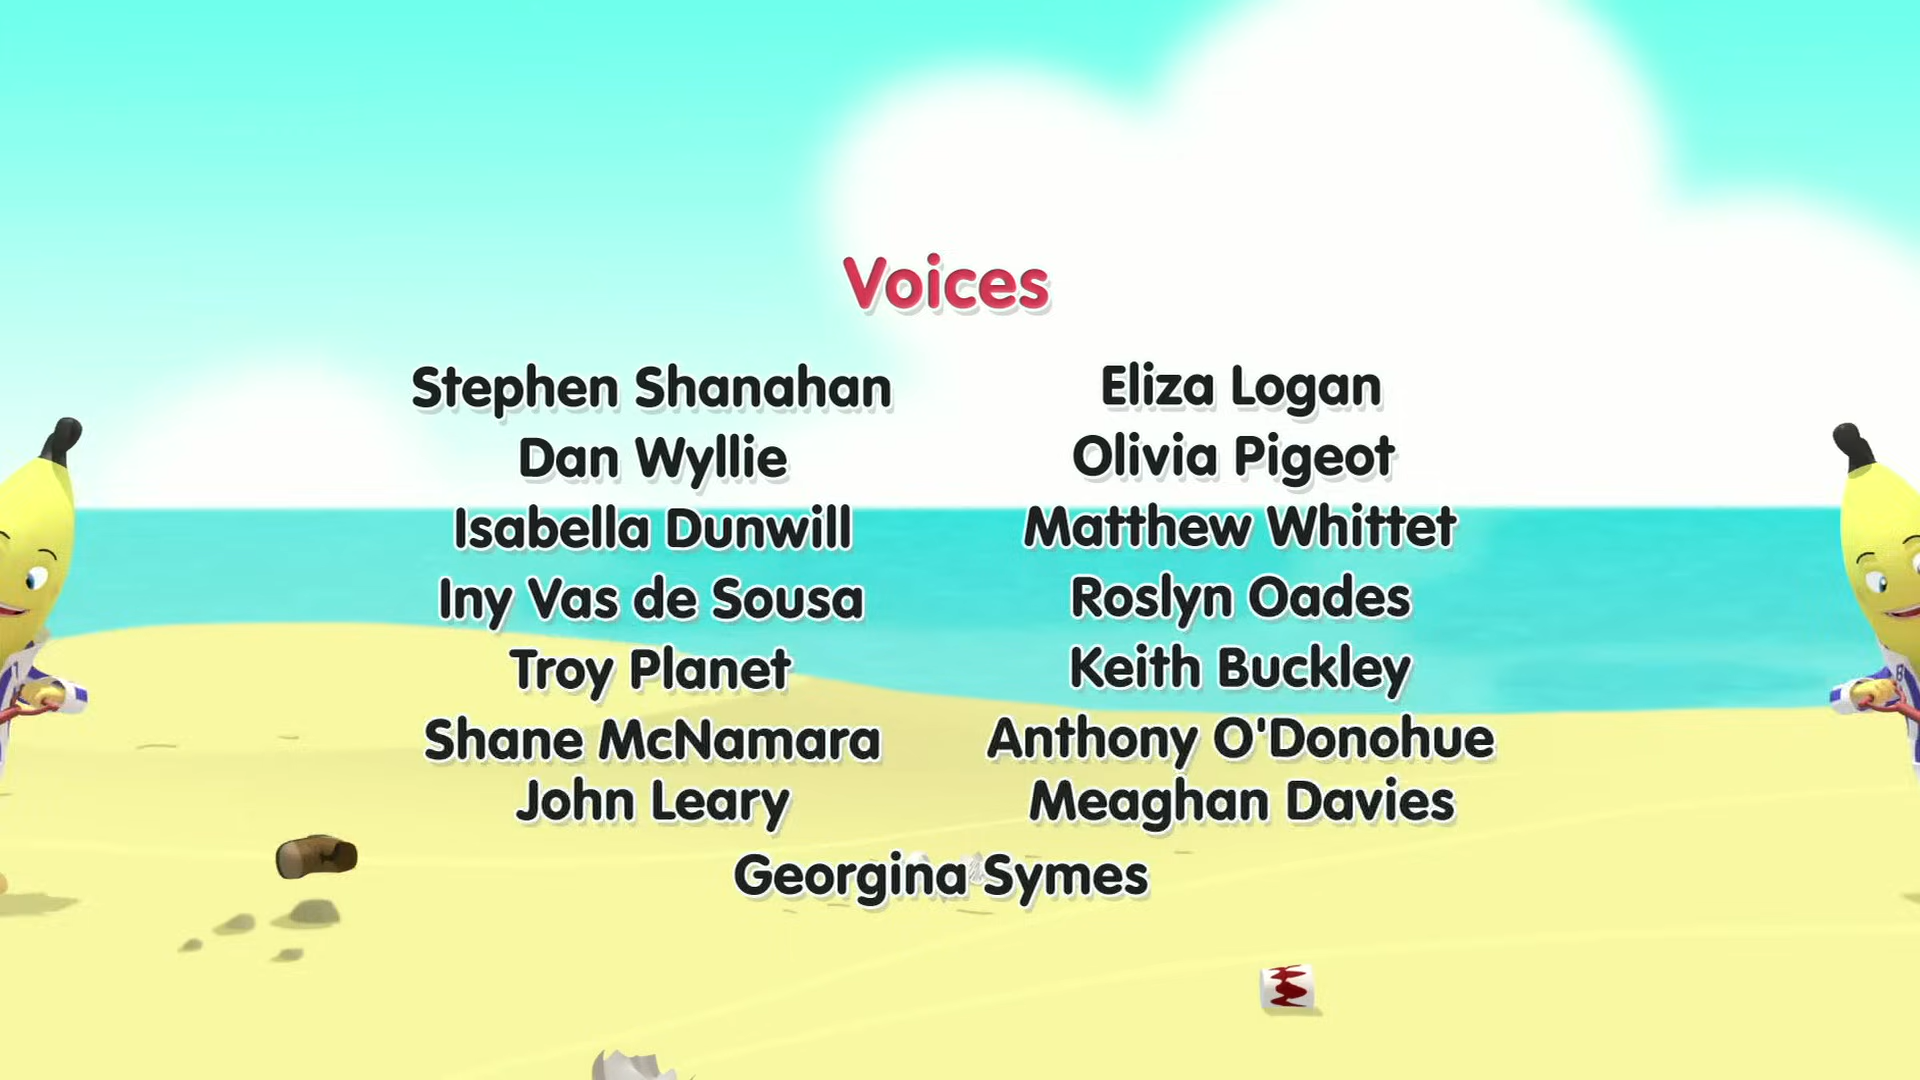 Voices
Stephen Shanahan
Eliza Logan
Dan Wyllie
Olivia Pigeot
Isabella Dunwill
Matthew Whittet
Iny Vas de Sousa
Roslyn Oades
Troy Planet
Keith Buckley
Shane McNamara
Anthony O'Donohue
John Leary
Meaghan Davies
Georgina Symes